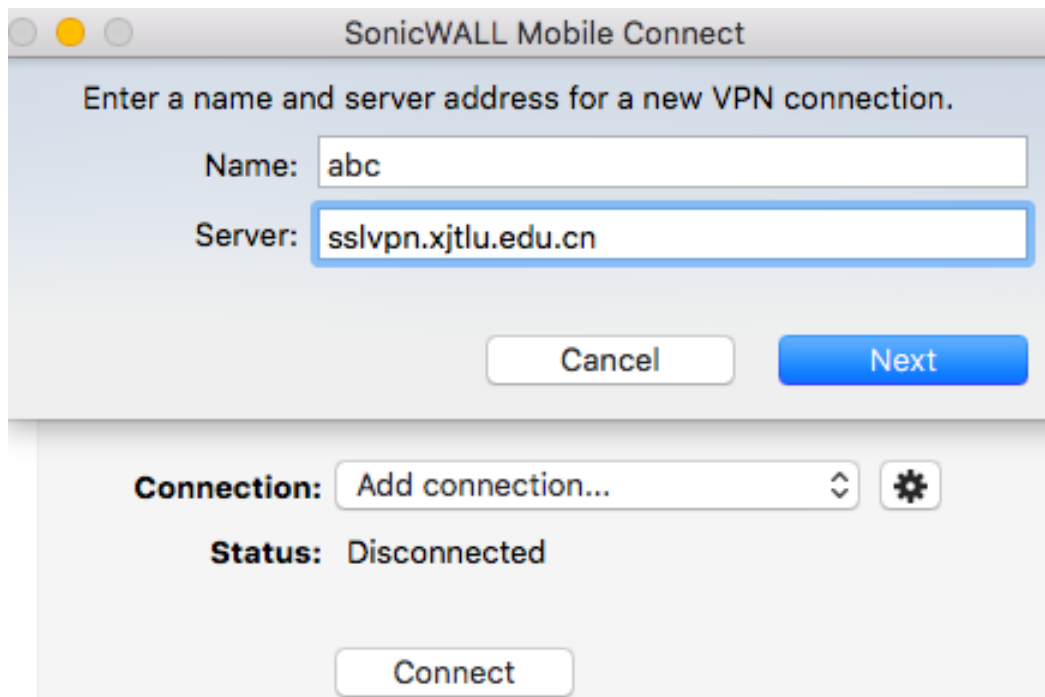 SonicWALL Mobile Connect
Enter a name and server address for a new VPN connection.
Name: abc
Server: sslvpn.xjtlu.edu.cn
Cancel Next
Connection: Add connection...
Status: Disconnected
Connect